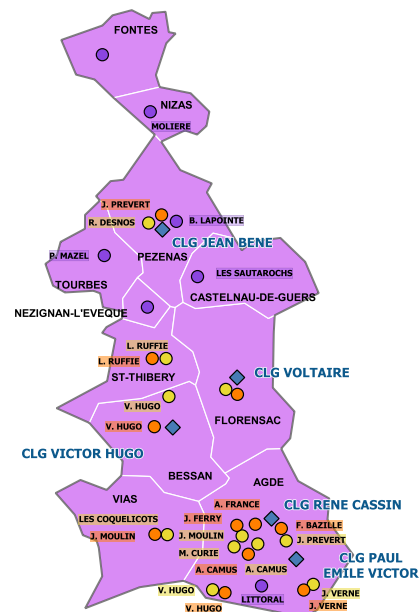 FONTES
NIZAS
MOLIERE
J. PREVERT
R. DESNOS
B. LAPOINTE
CLG JEAN BENE
P. MAZEL
PEZENAS
LES SAUTAROCHS
TOURBES
CASTELNAU-DE-GUERS
NEZIGNAN-L'EVEQUE
L. RUFFIE
L. RUFFIE
ST-THIBERY
CLG VOLTAIRE
V. HUGO
FLORENSAC
V. HUGO
CLG VICTOR HUGO
BESSAN
AGDE
VIAS
A. FRANCE
CLG RENE CASSIN
LES COQUELICOTS
J. FERRY
F. BAZILLE
J. MOULIN
J. MOULIN
J. PREVERT
M. CURIE
CLG PAUL
EMILE VICTOR
A. CAMUS
A. CAMUS
V. HUGO
LITTORAL
J. VERNE
V. HUGO
J. VERNE